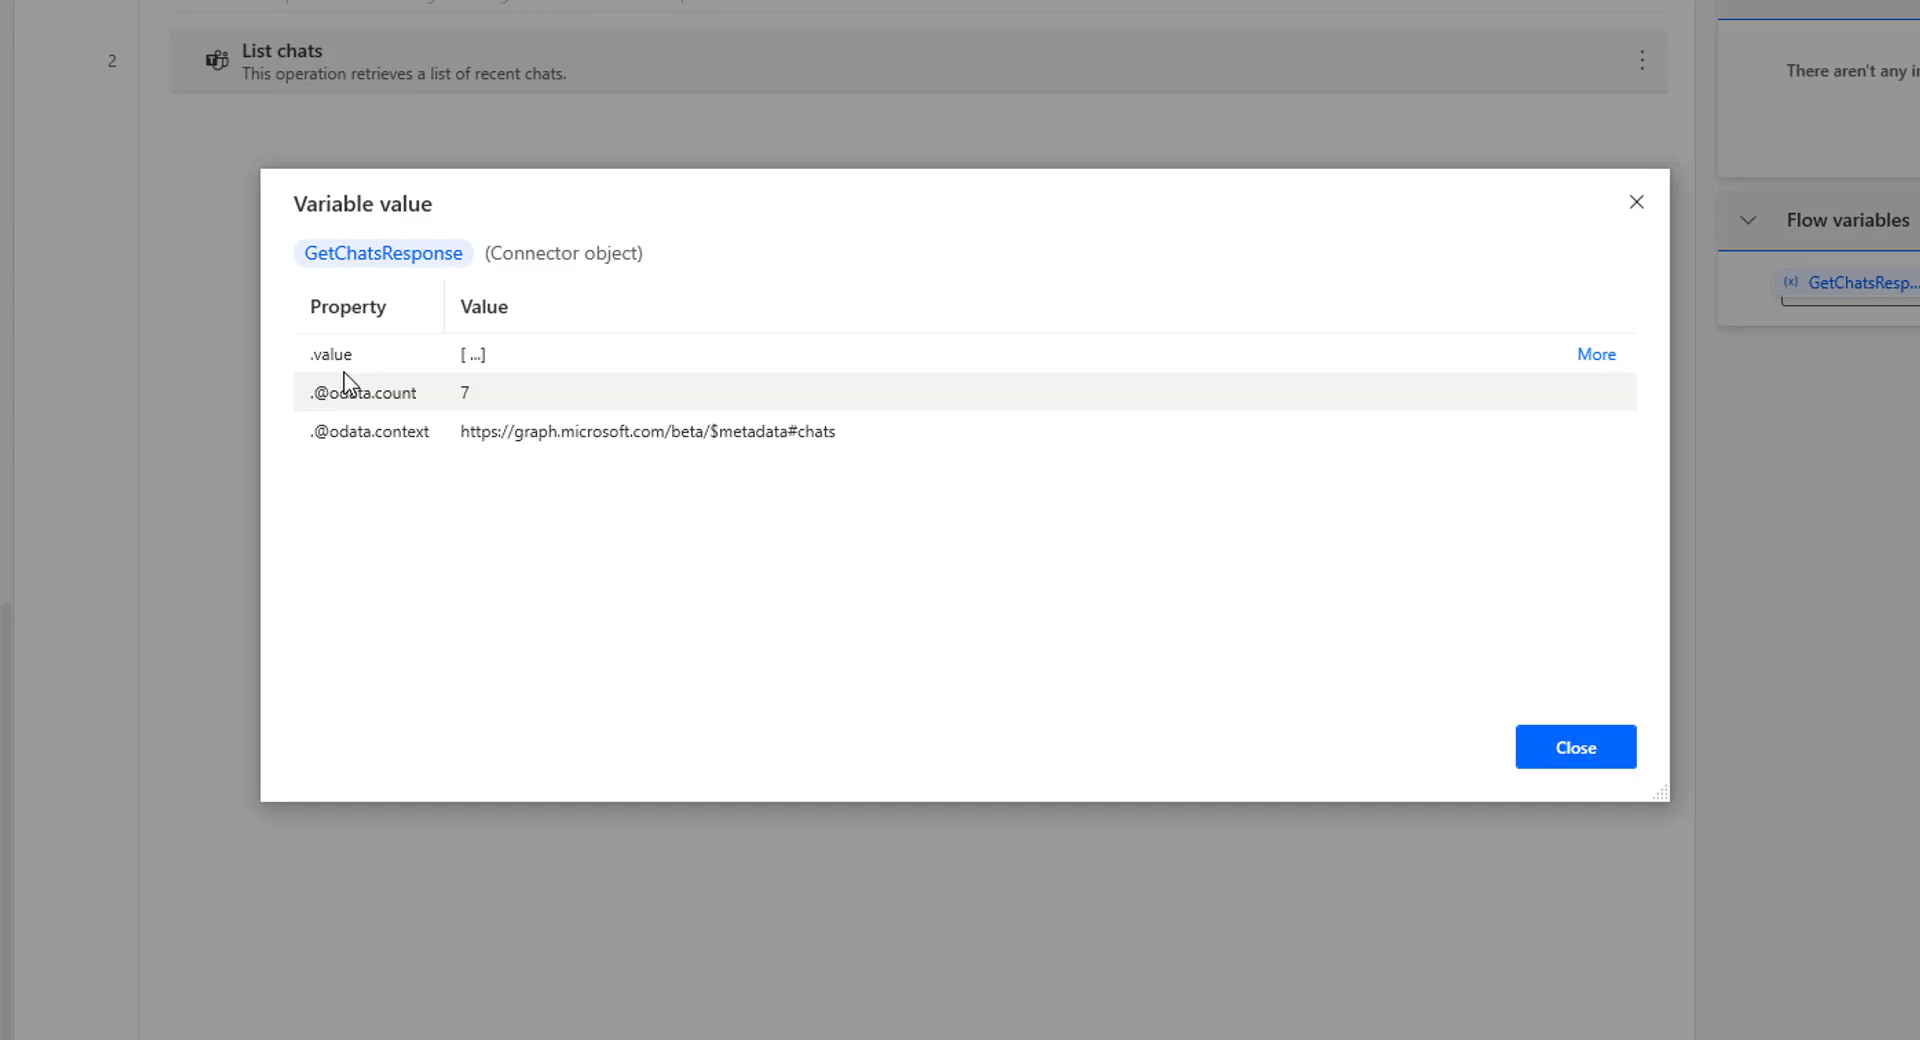 2
List chats
This operation retrieves a list of recent chats.
There aren't any
Variable value
GetChatsResponse (Connector object)
Property Value
.value [ ...] More
.@odata.count 7
.@odata.context https://graph.microsoft.com/beta/$metadata#chats
Close
Flow variables
(x) GetChatsResp...